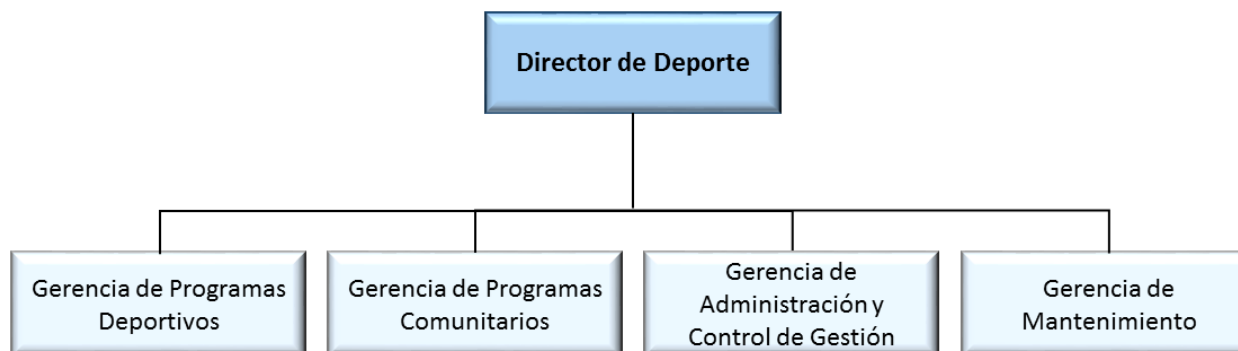 Director de Deporte
Gerencia de Programas
Deportivos
Gerencia de Programas
Comunitarios
Gerencia de
Administración y
Control de Gestión
Gerencia de
Mantenimiento